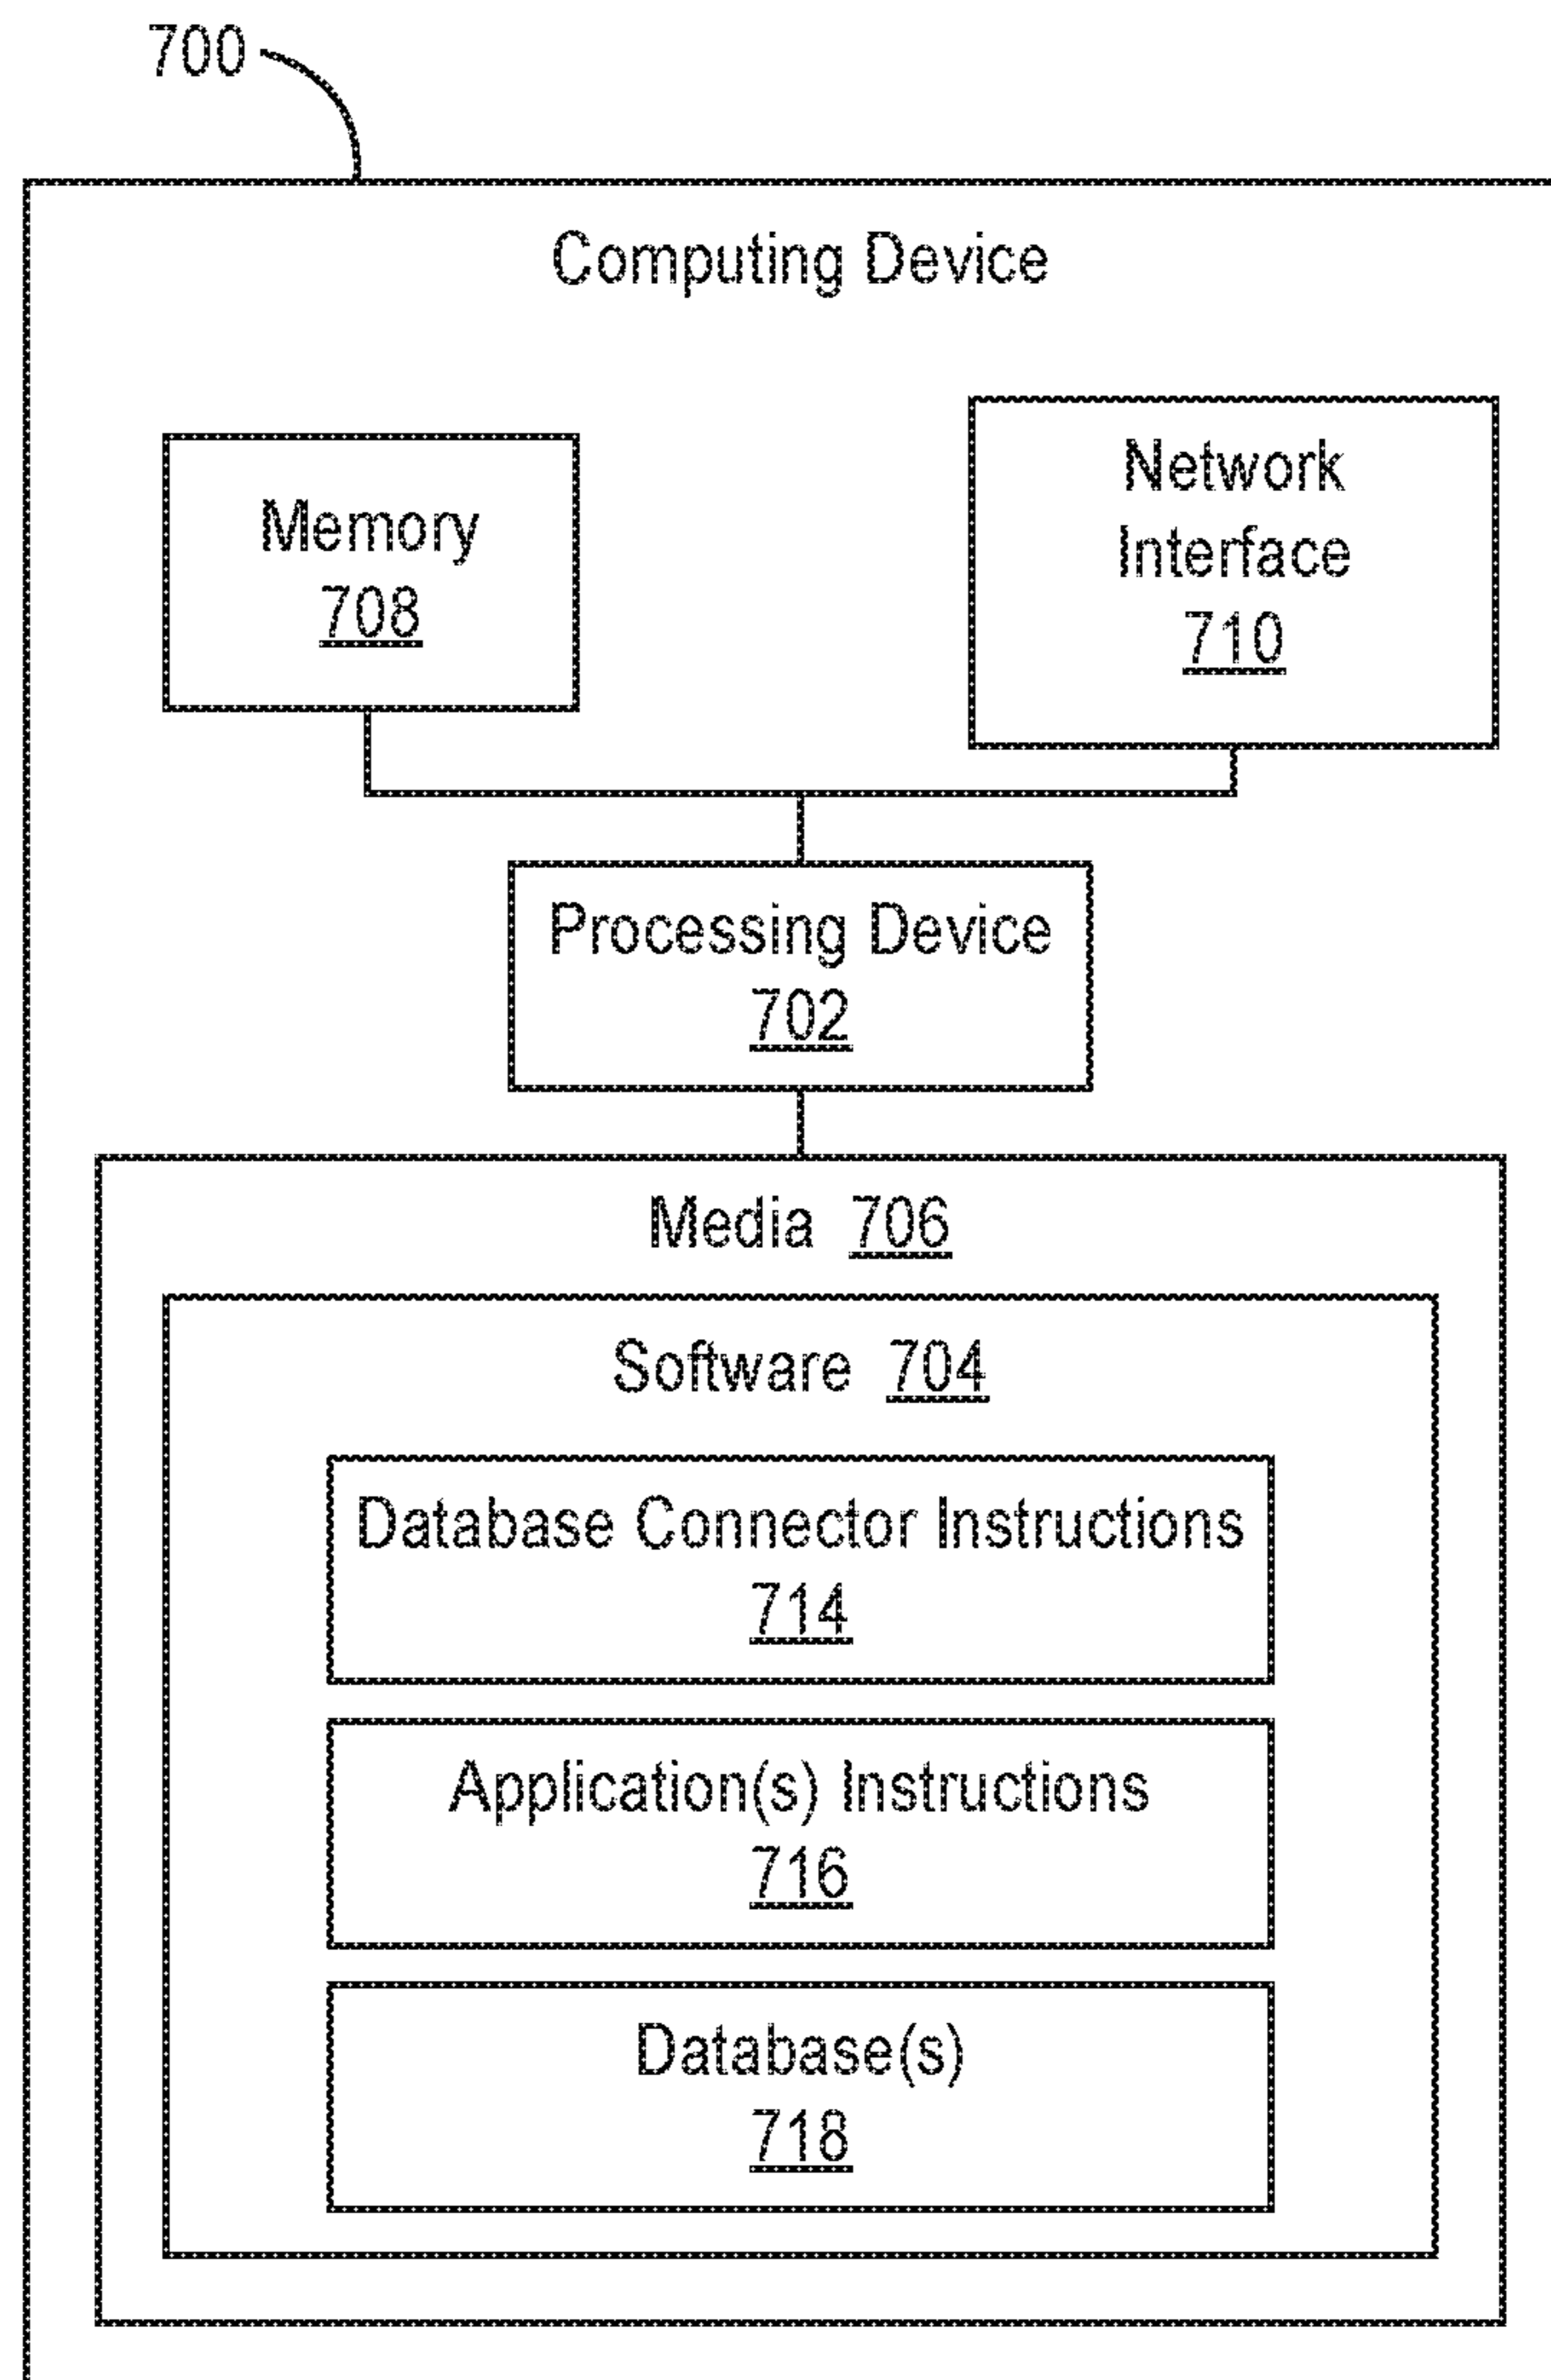 700
Computing Device
Memory
708
Network
Interface
710
Processing Device
702
Media 706
Software 704
Database Connector Instructions
714
Application(s) Instructions
716
Database(s)
718